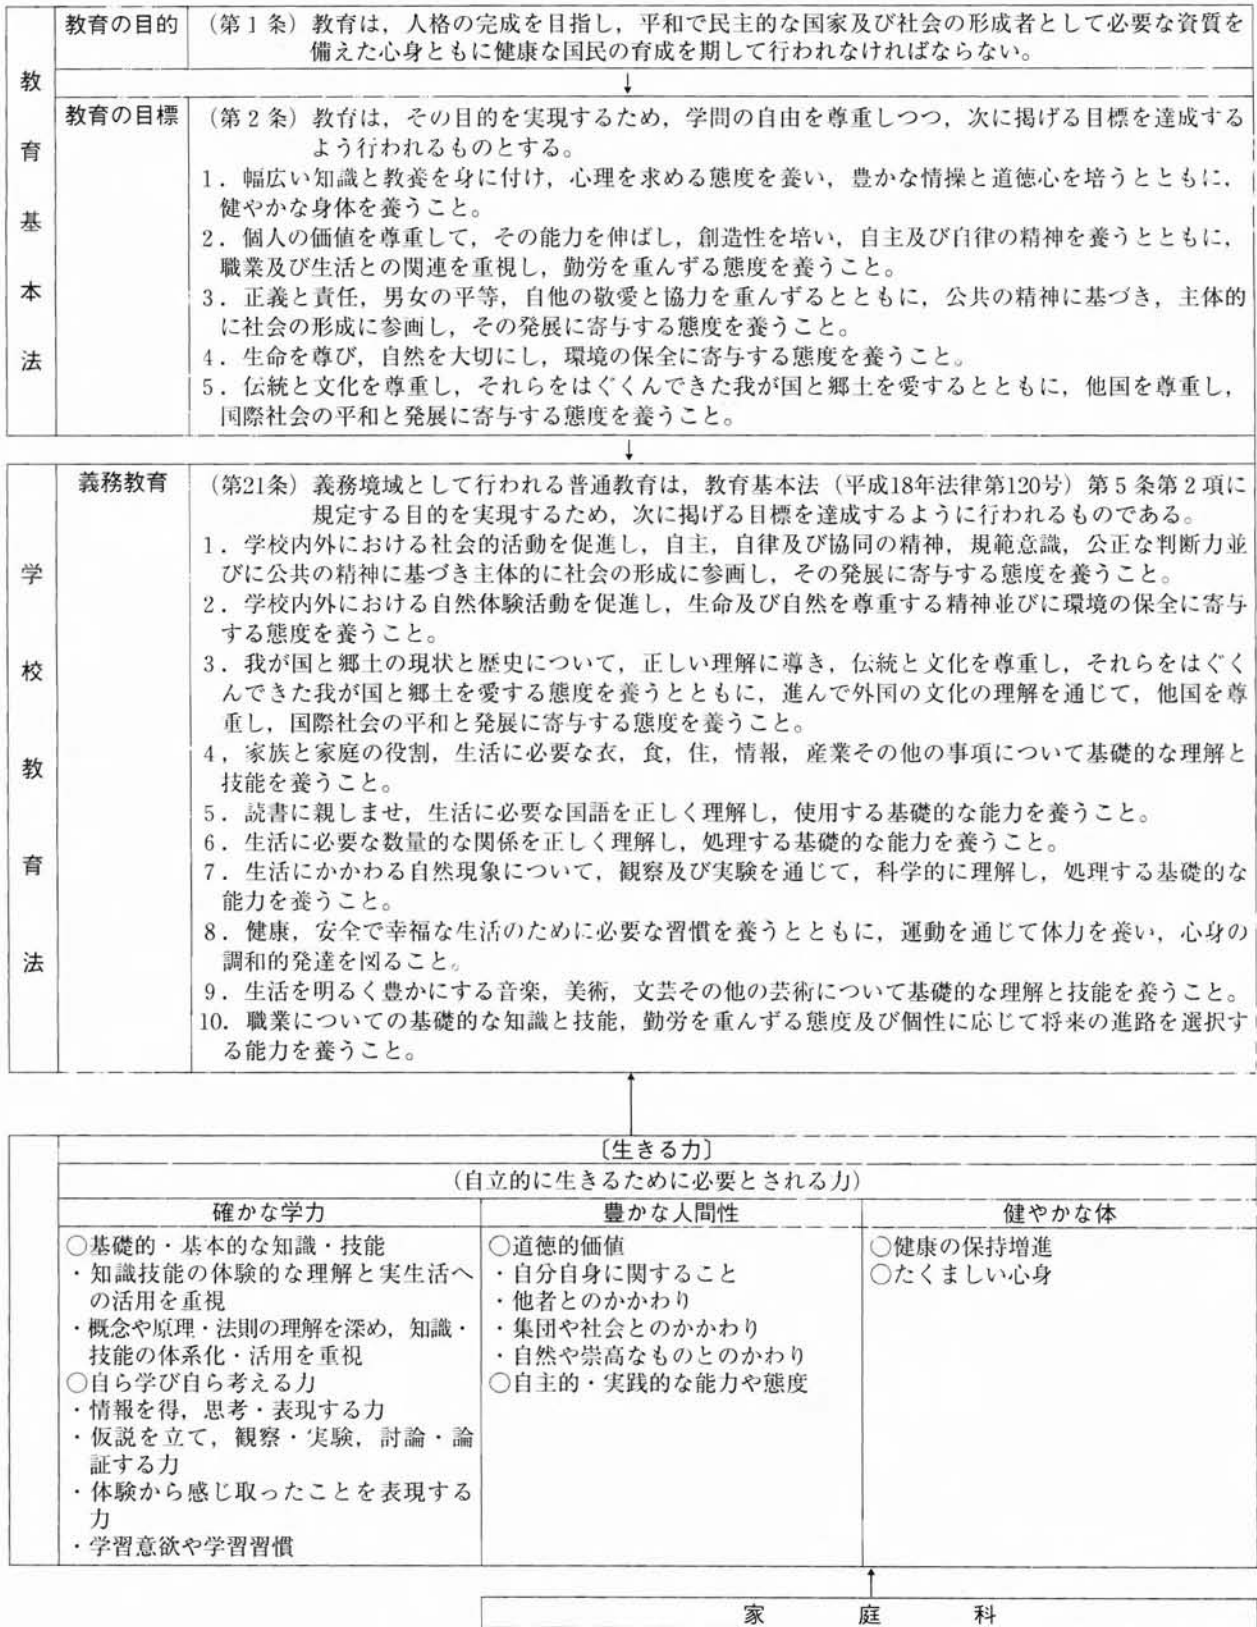 教育基本法
教育の目的
(第1条) 教育は，人格の完成を目指し，平和で民主的な国家及び社会の形成者として必要な資質を
備えた心身ともに健康な国民の育成を期して行われなければならない。
↓
教育の目標
(第2条) 教育は，その目的を実現するため，学問の自由を尊重しつつ，次に掲げる目標を達成する
よう行われるものとする。
1．幅広い知識と教養を身に付け，心理を求める態度を養い，豊かな情操と道徳心を培うとともに，
健やかな身体を養うこと。
2．個人の価値を尊重して，その能力を伸ばし，創造性を培い，自主及び自律の精神を養うとともに，
職業及び生活との関連を重視し，勤労を重んずる態度を養うこと。
3．正義と責任，男女の平等，自他の敬愛と協力を重んずるとともに，公共の精神に基づき，主体的
に社会の形成に参画し，その発展に寄与する態度を養うこと。
4．生命を尊び，自然を大切にし，環境の保全に寄与する態度を養うこと。
5．伝統と文化を尊重し，それらをはぐくんできた我が国と郷土を愛するとともに，他国を尊重し，
国際社会の平和と発展に寄与する態度を養うこと。
↓
学校教育法
義務教育
(第21条) 義務境域として行われる普通教育は，教育基本法（平成18年法律第120号）第5条第2項に
規定する目的を実現するため，次に掲げる目標を達成するように行われるものである。
1．学校内外における社会的活動を促進し，自主，自律及び協同の精神，規範意識，公正な判断力並
びに公共の精神に基づき主体的に社会の形成に参画し，その発展に寄与する態度を養うこと。
2．学校内外における自然体験活動を促進し，生命及び自然を尊重する精神並びに環境の保全に寄与
する態度を養うこと。
3．我が国と郷土の現状と歴史について，正しい理解に導き，伝統と文化を尊重し，それらをはぐく
んできた我が国と郷土を愛する態度を養うとともに，進んで外国の文化の理解を通じて，他国を尊
重し，国際社会の平和と発展に寄与する態度を養うこと。
4，家族と家庭の役割，生活に必要な衣，食，住，情報，産業その他の事項について基礎的な理解と
技能を養うこと。
5．読書に親しませ，生活に必要な国語を正しく理解し，使用する基礎的な能力を養うこと。
6．生活に必要な数量的な関係を正しく理解し，処理する基礎的な能力を養うこと。
7．生活にかかわる自然現象について，観察及び実験を通じて，科学的に理解し，処理する基礎的な
能力を養うこと。
8．健康，安全で幸福な生活のために必要な習慣を養うとともに，運動を通じて体力を養い，心身の
調和的発達を図ること。
9．生活を明るく豊かにする音楽，美術，文芸その他の芸術について基礎的な理解と技能を養うこと。
10．職業についての基礎的な知識と技能，勤労を重んずる態度及び個性に応じて将来の進路を選択す
る能力を養うこと。
↑
〔生きる力〕
(自立的に生きるために必要とされる力)
確かな学力
○基礎的・基本的な知識・技能
・知識技能の体験的な理解と実生活へ
の活用を重視
・概念や原理・法則の理解を深め，知識・
技能の体系化・活用を重視
○自ら学び自ら考える力
・情報を得，思考・表現する力
・仮説を立て，観察・実験，討論・論
証する力
・体験から感じ取ったことを表現する
力
・学習意欲や学習習慣
豊かな人間性
○道徳的価値
・自分自身に関すること
・他者とのかかわり
・集団や社会とのかかわり
・自然や崇高なものとのかわり
○自主的・実践的な能力や態度
健やかな体
○健康の保持増進
○たくましい心身
↑
家庭科